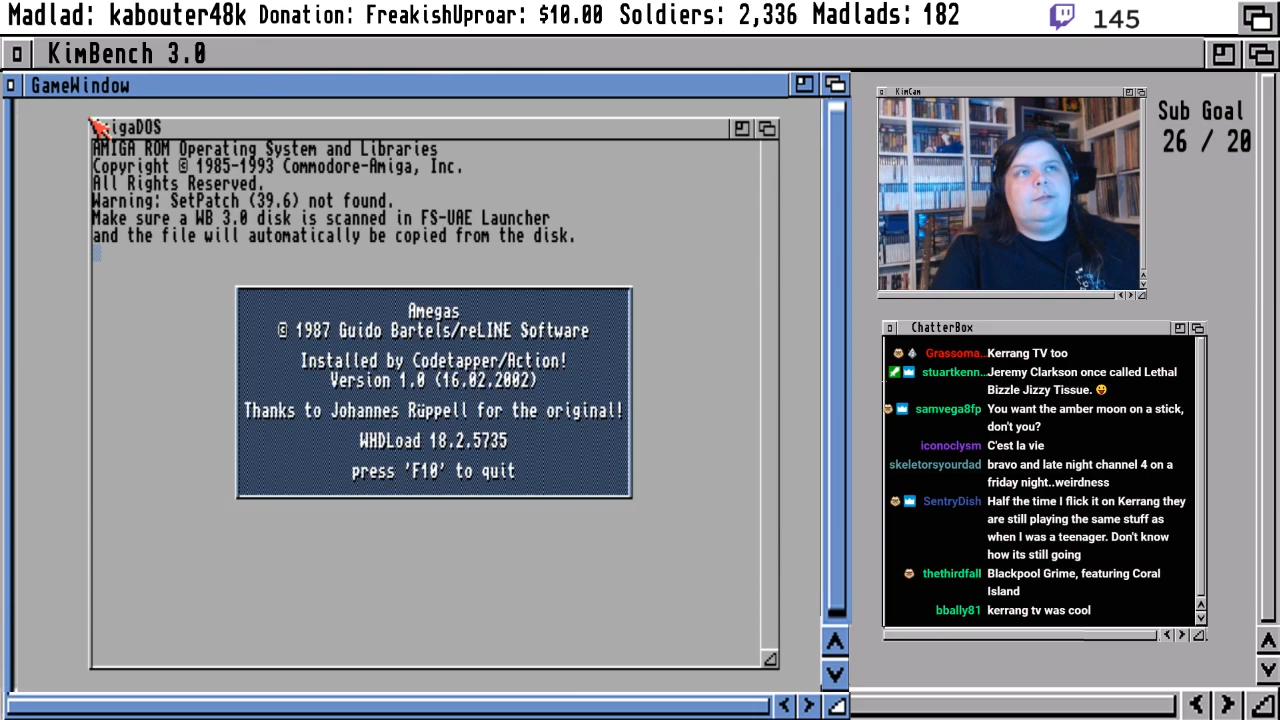 Madlad: kabouter48k Donation: FreakishUproar: $10.00 Soldiers: 2,336 Madlads: 182 145
KimBench 3.0
GameWindow
igaDOS
AMIGA ROM Operating System and Libraries
Copyright © 1985-1993 Commodore-Amiga, Inc.
All Rights Reserved.
Warning: SetPatch (39.6) not found.
Make sure a WB 3.0 disk is scanned in FS-UAE Launcher
and the file will automatically be copied from the disk.
Amegas
© 1987 Guido Bartels/reLINE Software
Installed by Codetapper/Action!
Version 1.0 (16.02.2002)
Thanks to Johannes Rüppell for the original!
WHDLoad 18.2.5735
press 'F10' to quit
KimCam
Sub Goal
26 / 20
ChatterBox
Grassoma... Kerrang TV too
stuartkenn... Jeremy Clarkson once called Lethal
Bizzle Jizzy Tissue. 😛
samvega8fp You want the amber moon on a stick,
don't you?
iconoclysm C'est la vie
skeletorsyourdad bravo and late night channel 4 on a
friday night..weirdness
SentryDish Half the time I flick it on Kerrang they
are still playing the same stuff as
when I was a teenager. Don't know
how its still going
thethirdfall Blackpool Grime, featuring Coral
Island
bbally81 kerrang tv was cool